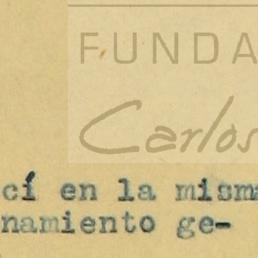 FUNDA
Carlos
cí en la misma
namiento ge-